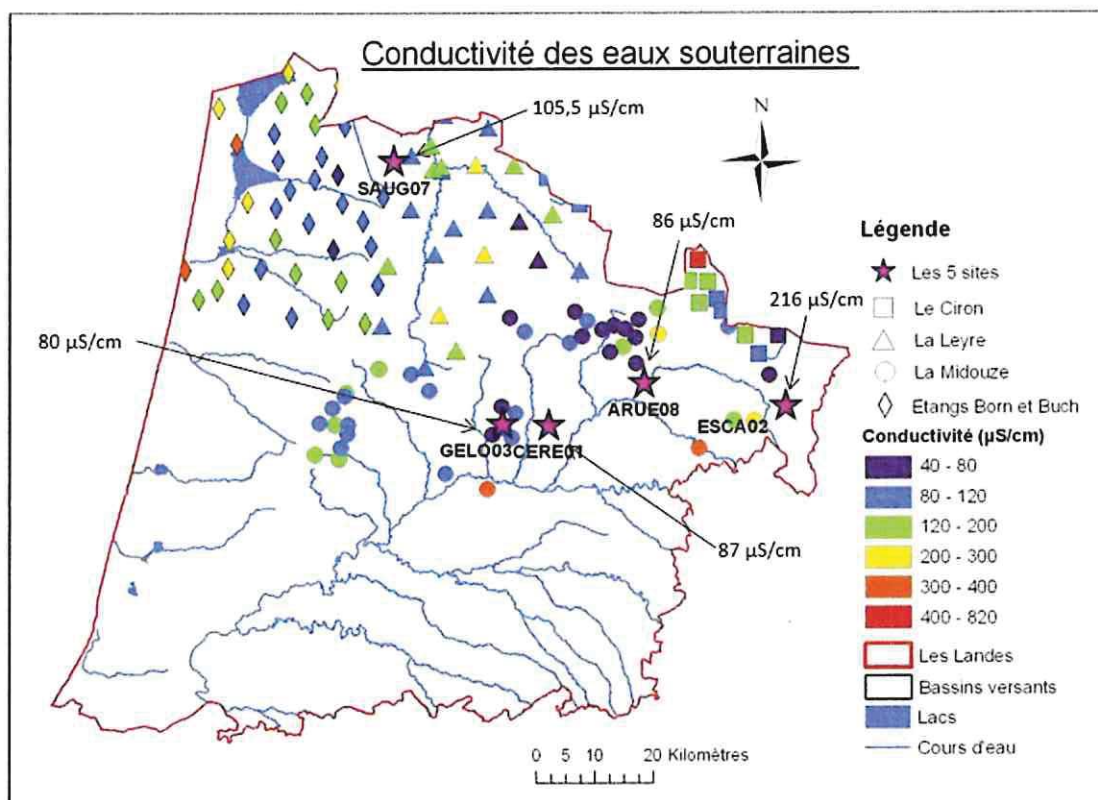 Conductivité des eaux souterraines
105,5 µS/cm
N
SAUG07
86 µS/cm
216 µS/cm
80 µS/cm
ARUE08
ESCA02
GELO03CERE01
87 µS/cm
Légende
Les 5 sites
Le Ciron
La Leyre
La Midouze
Etangs Born et Buch
Conductivité (µS/cm)
40 - 80
80 - 120
120 - 200
200 - 300
300 - 400
400 - 820
Les Landes
Bassins versants
Lacs
Cours d'eau
0 5 10 20 Kilomètres